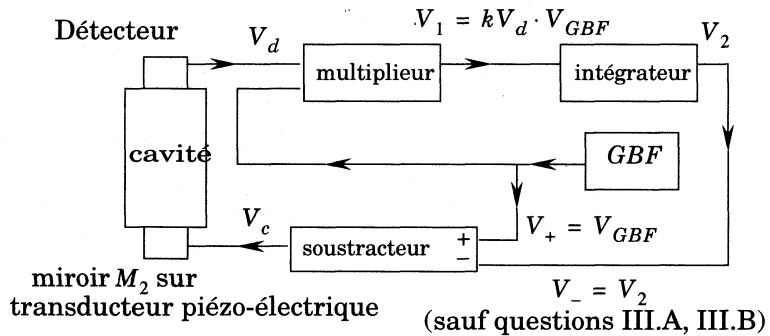 Détecteur
V_d
V_1 = kV_d · V_GBF
V_2
multiplieur
intégrateur
cavité
GBF
V_c
soustracteur
+
−
V_+ = V_GBF
miroir M_2 sur
transducteur piézo-électrique
V_− = V_2
(sauf questions III.A, III.B)